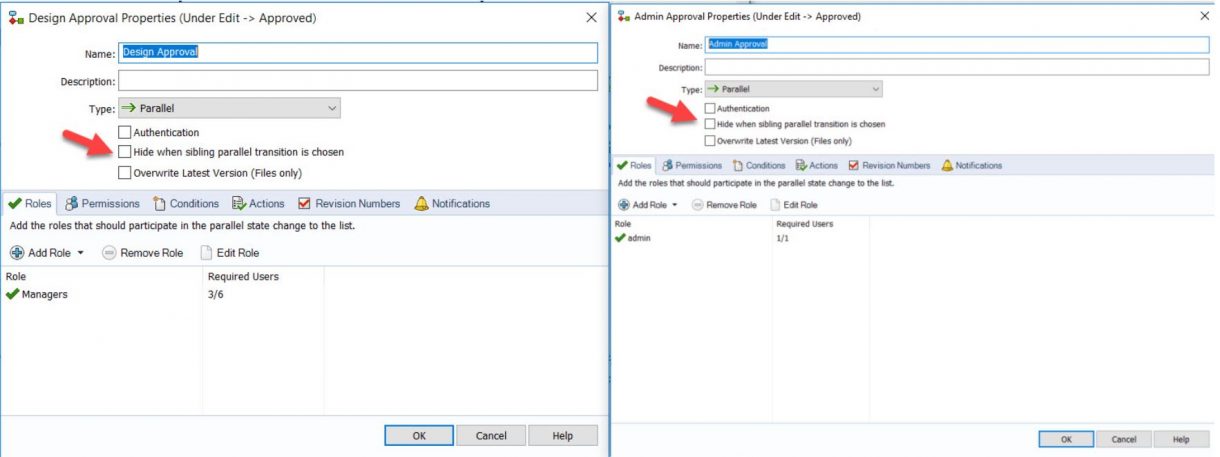 Design Approval Properties (Under Edit -> Approved)
Name: Design Approval
Description:
Type: Parallel
Authentication
Hide when sibling parallel transition is chosen
Overwrite Latest Version (Files only)
Roles Permissions Conditions Actions Revision Numbers Notifications
Add the roles that should participate in the parallel state change to the list.
Add Role Remove Role Edit Role
Role Required Users
Managers 3/6
OK Cancel Help
Admin Approval Properties (Under Edit -> Approved)
Name: Admin Approval
Description:
Type: Parallel
Authentication
Hide when sibling parallel transition is chosen
Overwrite Latest Version (Files only)
Roles Permissions Conditions Actions Revision Numbers Notifications
Add the roles that should participate in the parallel state change to the list.
Add Role Remove Role Edit Role
Role Required Users
admin 1/1
OK Cancel Help